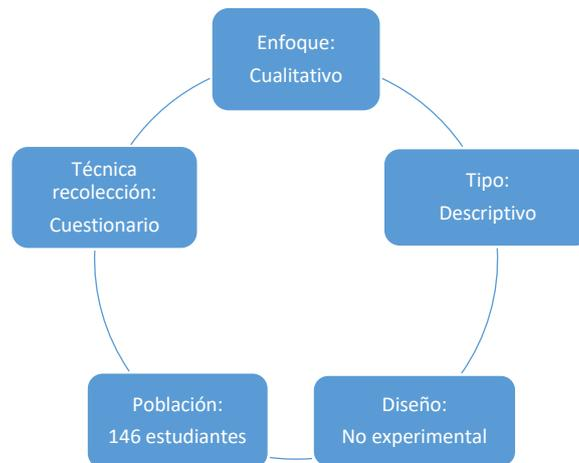 Enfoque:
Cualitativo
Tipo:
Descriptivo
Diseño:
No experimental
Población:
146 estudiantes
Técnica
recolección:
Cuestionario